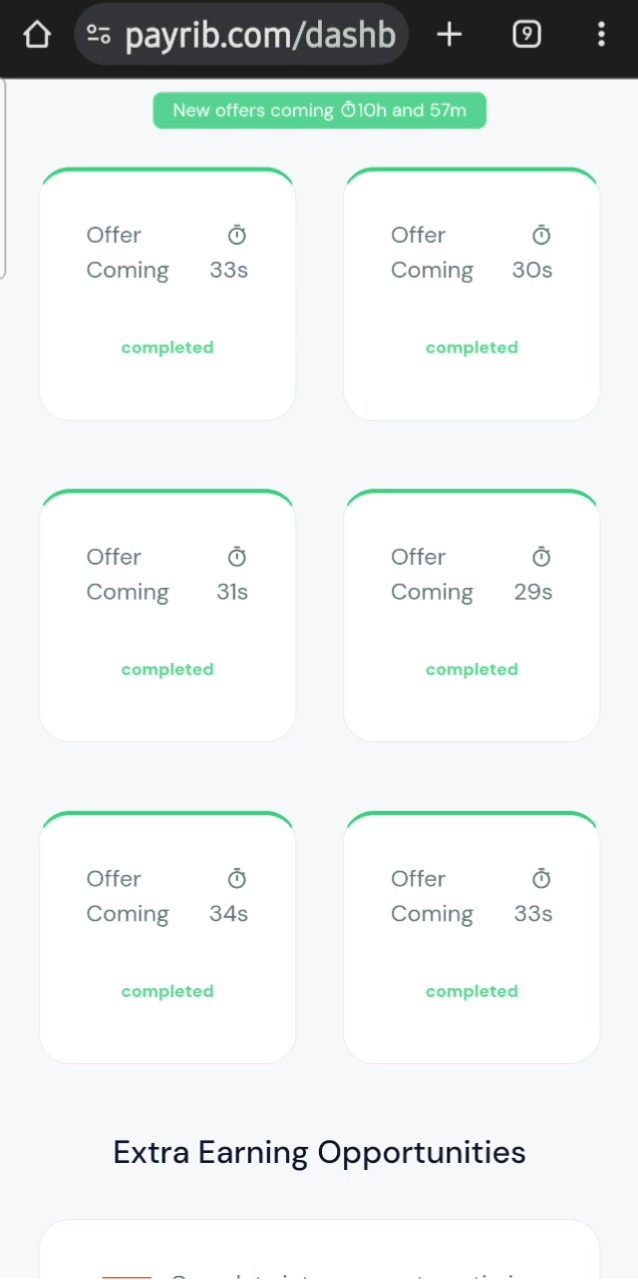 payrib.com/dashb
9
New offers coming 10h and 57m
Offer
Coming 33s
completed
Offer
Coming 30s
completed
Offer
Coming 31s
completed
Offer
Coming 29s
completed
Offer
Coming 34s
completed
Offer
Coming 33s
completed
Extra Earning Opportunities